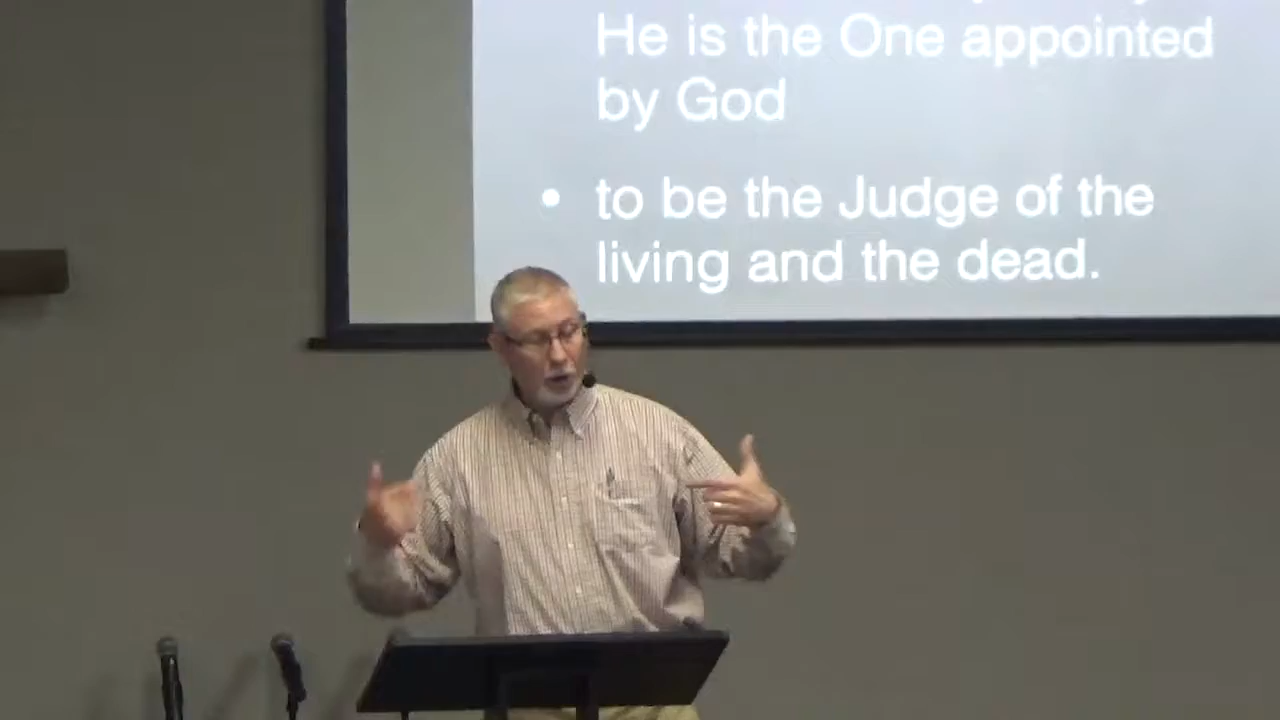 He is the One appointed
by God
• to be the Judge of the
living and the dead.